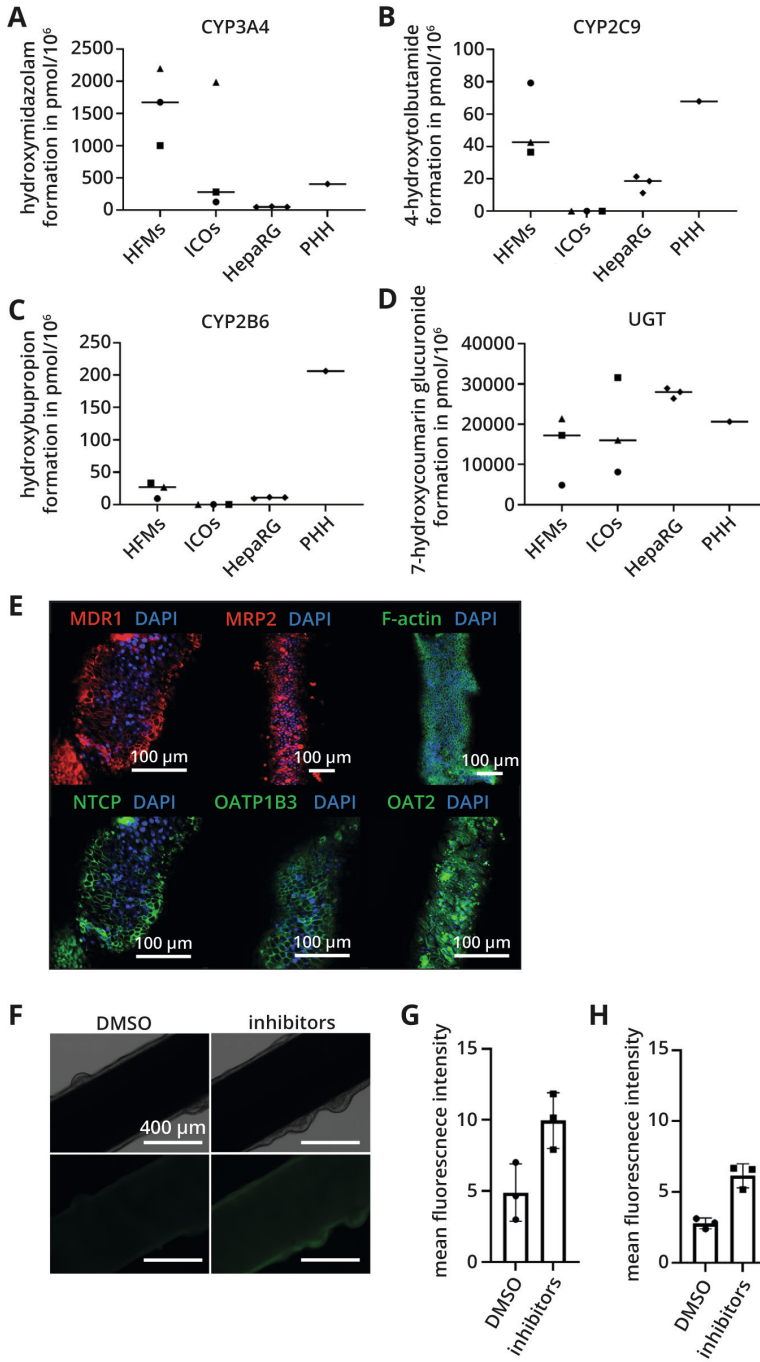 A
CYP3A4
hydroxymidazolam
formation in pmol/10⁶
2500
2000
1500
1000
500
0
HFMs
ICOs
HepaRG
PHH
B
CYP2C9
4-hydroxytolbutamide
formation in pmol/10⁶
100
80
60
40
20
0
HFMs
ICOs
HepaRG
PHH
C
CYP2B6
hydroxybupropion
formation in pmol/10⁶
250
200
150
100
50
0
HFMs
ICOs
HepaRG
PHH
D
UGT
7-hydroxycoumarin glucuronide
formation in pmol/10⁶
40000
30000
20000
10000
0
HFMs
ICOs
HepaRG
PHH
E
MDR1 DAPI
MRP2 DAPI
F-actin DAPI
100 µm
100 µm
100 µm
NTCP DAPI
OATP1B3 DAPI
OAT2 DAPI
100 µm
100 µm
100 µm
F
DMSO
inhibitors
400 µm
G
mean fluorescnece intensity
15
10
5
0
DMSO
inhibitors
H
mean fluorescnece intensity
15
10
5
0
DMSO
inhibitors